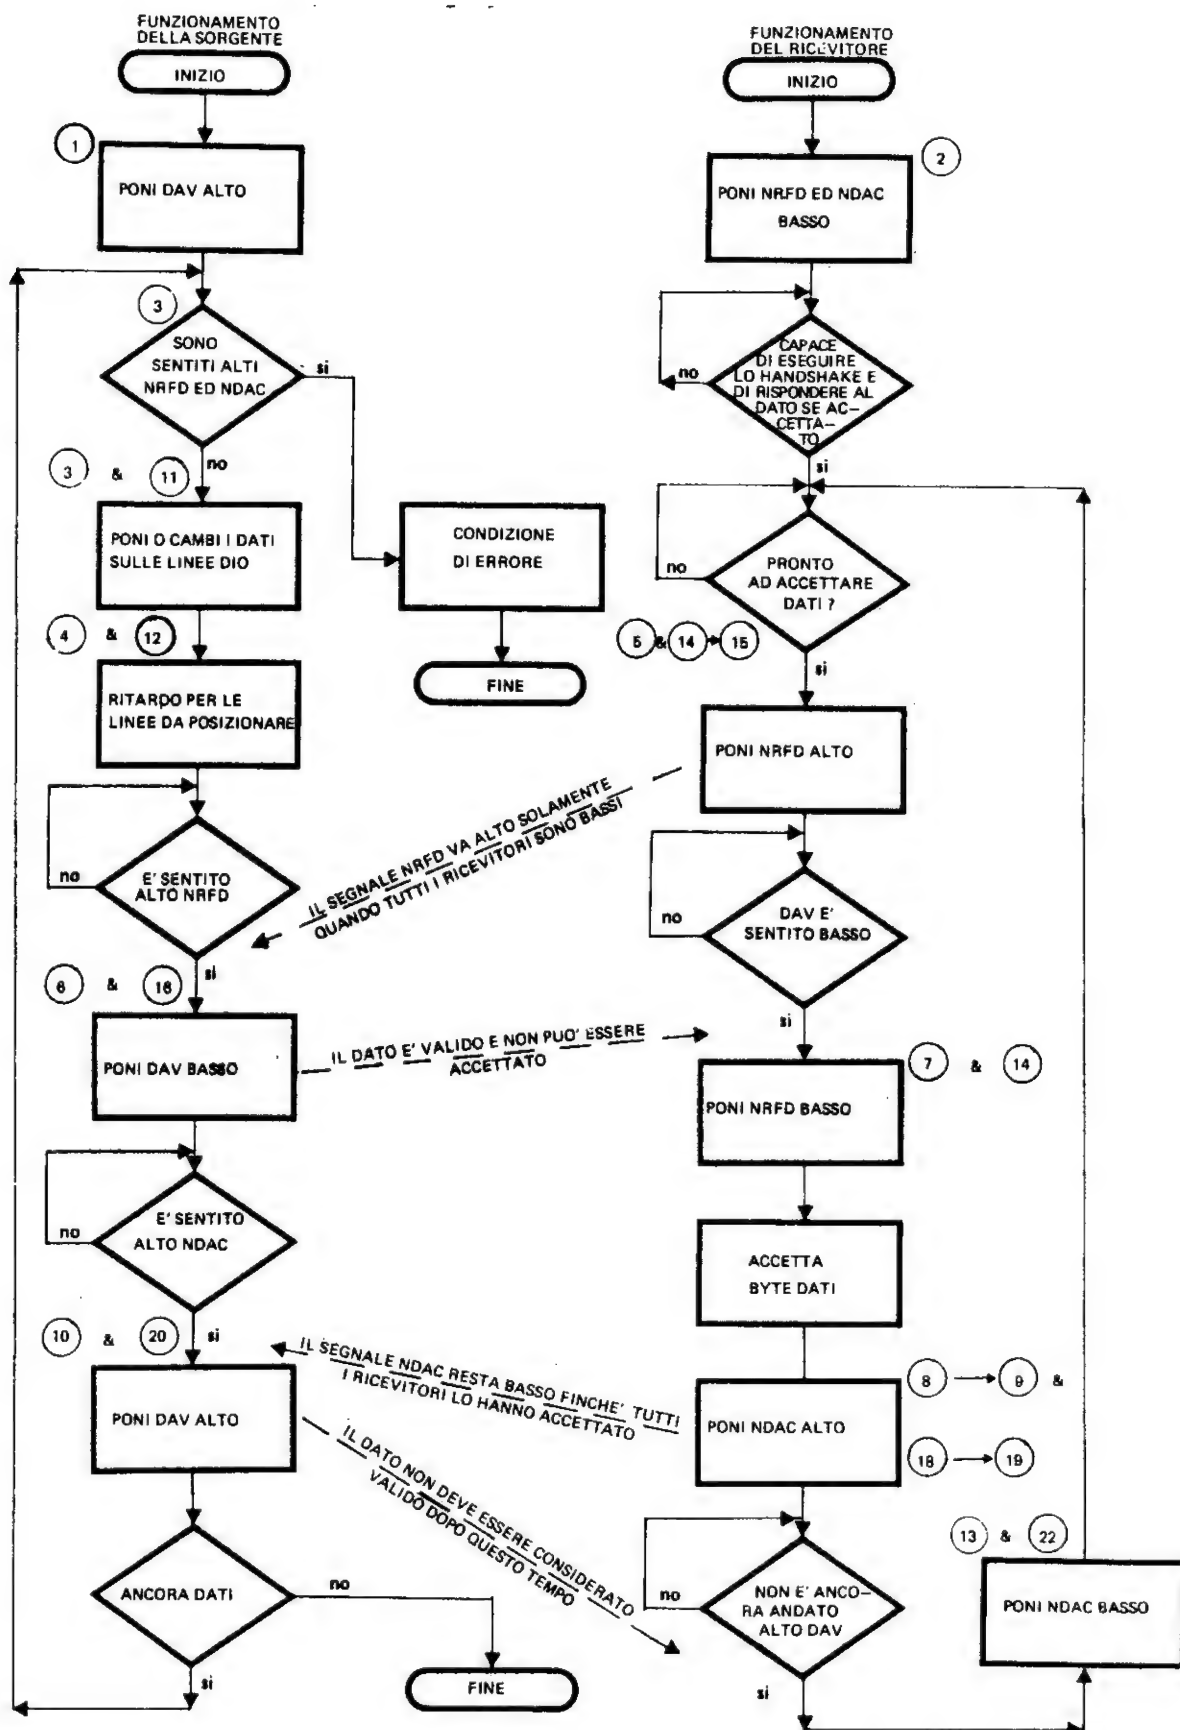 FUNZIONAMENTO
DELLA SORGENTE
INIZIO
1
PONI DAV ALTO
3
SONO
SENTITI ALTI
NRFD ED NDAC
si
no
3 & 11
PONI O CAMBI I DATI
SULLE LINEE DIO
CONDIZIONE
DI ERRORE
FINE
4 & 12
RITARDO PER LE
LINEE DA POSIZIONARE
E' SENTITO
ALTO NRFD
no
si
6 & 16
PONI DAV BASSO
E' SENTITO
ALTO NDAC
no
si
10 & 20
PONI DAV ALTO
ANCORA DATI
no
si
FINE
IL SEGNALE NRFD VA ALTO SOLAMENTE
QUANDO TUTTI I RICEVITORI SONO BASSI
IL DATO E' VALIDO E NON PUO' ESSERE
ACCETTATO
IL SEGNALE NDAC RESTA BASSO FINCHE' TUTTI
I RICEVITORI LO HANNO ACCETTATO
IL DATO NON DEVE ESSERE CONSIDERATO
VALIDO DOPO QUESTO TEMPO
FUNZIONAMENTO
DEL RICEVITORE
INIZIO
2
PONI NRFD ED NDAC
BASSO
CAPACE
DI ESEGUIRE
LO HANDSHAKE E
DI RISPONDERE AL
DATO SE AC–
CETTA–
TO
no
si
PRONTO
AD ACCETTARE
DATI ?
no
5 & 14 → 15
si
PONI NRFD ALTO
DAV E'
SENTITO BASSO
no
si
7 & 14
PONI NRFD BASSO
ACCETTA
BYTE DATI
8 → 9 &
PONI NDAC ALTO
18 → 19
13 & 22
NON E' ANCO–
RA ANDATO
ALTO DAV
no
si
PONI NDAC BASSO